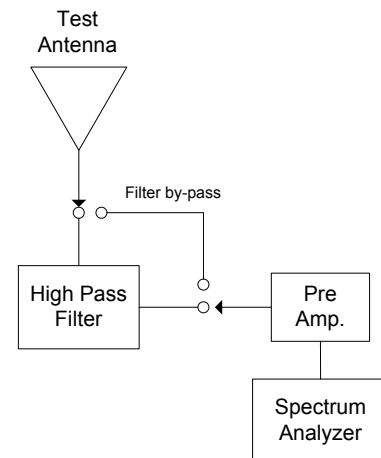 Test
Antenna
Filter by-pass
High Pass
Filter
Pre
Amp.
Spectrum
Analyzer